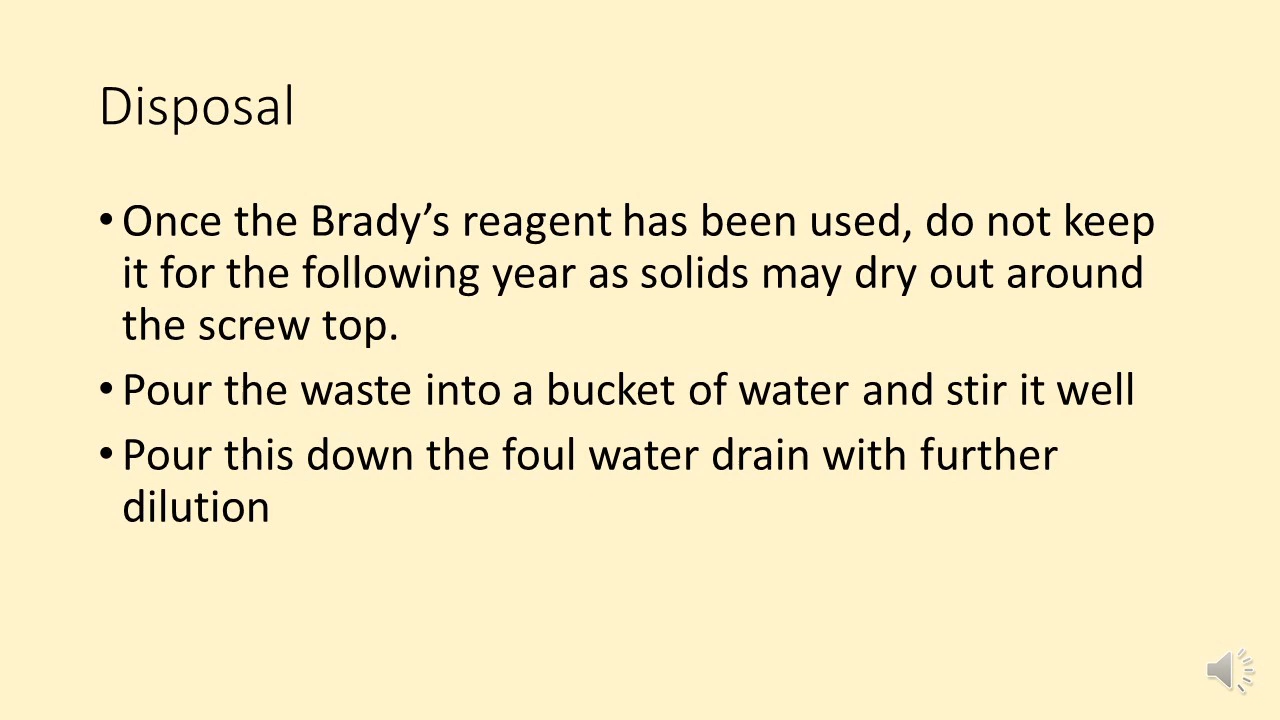 Disposal
•Once the Brady’s reagent has been used, do not keep
it for the following year as solids may dry out around
the screw top.
•Pour the waste into a bucket of water and stir it well
•Pour this down the foul water drain with further
dilution